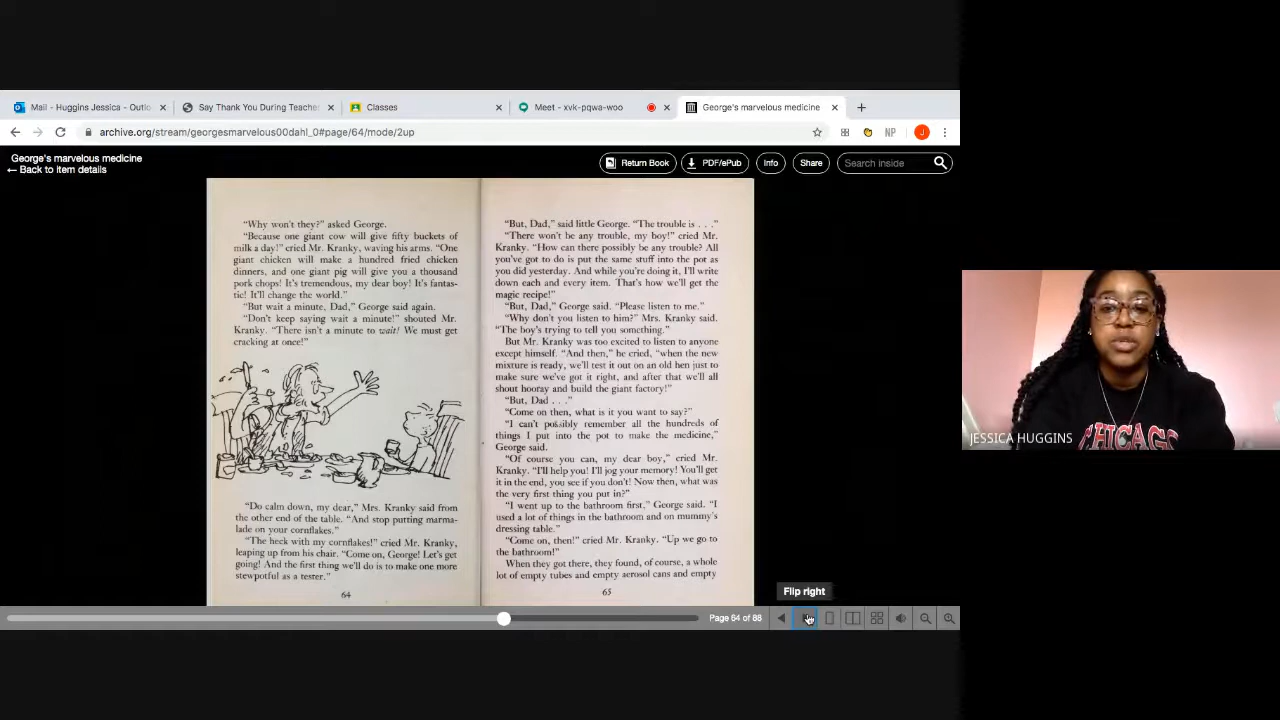 Mail - Huggins Jessica - Outlo
Say Thank You During Teache
Classes
Meet - xvk-pqwa-woo
George's marvelous medicine
archive.org/stream/georgesmarvelous00dahl_0#page/64/mode/2up
NP
J
George's marvelous medicine
← Back to item details
Return Book
PDF/ePub
Info
Share
Search inside
"Why won't they?" asked George.
"Because one giant cow will give fifty buckets of
milk a day!" cried Mr. Kranky, waving his arms. "One
giant chicken will make a hundred fried chicken
dinners, and one giant pig will give you a thousand
pork chops! It's tremendous, my dear boy! It's fantas-
tic! It'll change the world."
"But wait a minute, Dad," George said again.
"Don't keep saying wait a minute!" shouted Mr.
Kranky. "There isn't a minute to wait! We must get
cracking at once!"
"Do calm down, my dear," Mrs. Kranky said from
the other end of the table. "And stop putting marma-
lade on your cornflakes."
"The heck with my cornflakes!" cried Mr. Kranky,
leaping up from his chair. "Come on, George! Let's get
going! And the first thing we'll do is to make one more
stewpotful as a tester."
64
"But, Dad," said little George. "The trouble is . . ."
"There won't be any trouble, my boy!" cried Mr.
Kranky. "How can there possibly be any trouble? All
you've got to do is put the same stuff into the pot as
you did yesterday. And while you're doing it, I'll write
down each and every item. That's how we'll get the
magic recipe!"
"But, Dad," George said. "Please listen to me."
"Why don't you listen to him?" Mrs. Kranky said.
"The boy's trying to tell you something."
But Mr. Kranky was too excited to listen to anyone
except himself. "And then," he cried, "when the new
mixture is ready, we'll test it out on an old hen just to
make sure we've got it right, and after that we'll all
shout hooray and build the giant factory!"
"But, Dad . . ."
"Come on then, what is it you want to say?"
"I can't possibly remember all the hundreds of
things I put into the pot to make the medicine,"
George said.
"Of course you can, my dear boy," cried Mr.
Kranky. "I'll help you! I'll jog your memory! You'll get
it in the end, you see if you don't! Now then, what was
the very first thing you put in?"
"I went up to the bathroom first," George said. "I
used a lot of things in the bathroom and on mummy's
dressing table."
"Come on, then!" cried Mr. Kranky. "Up we go to
the bathroom!"
When they got there, they found, of course, a whole
lot of empty tubes and empty aerosol cans and empty
65
Flip right
Page 64 of 88
CHICAG
JESSICA HUGGINS